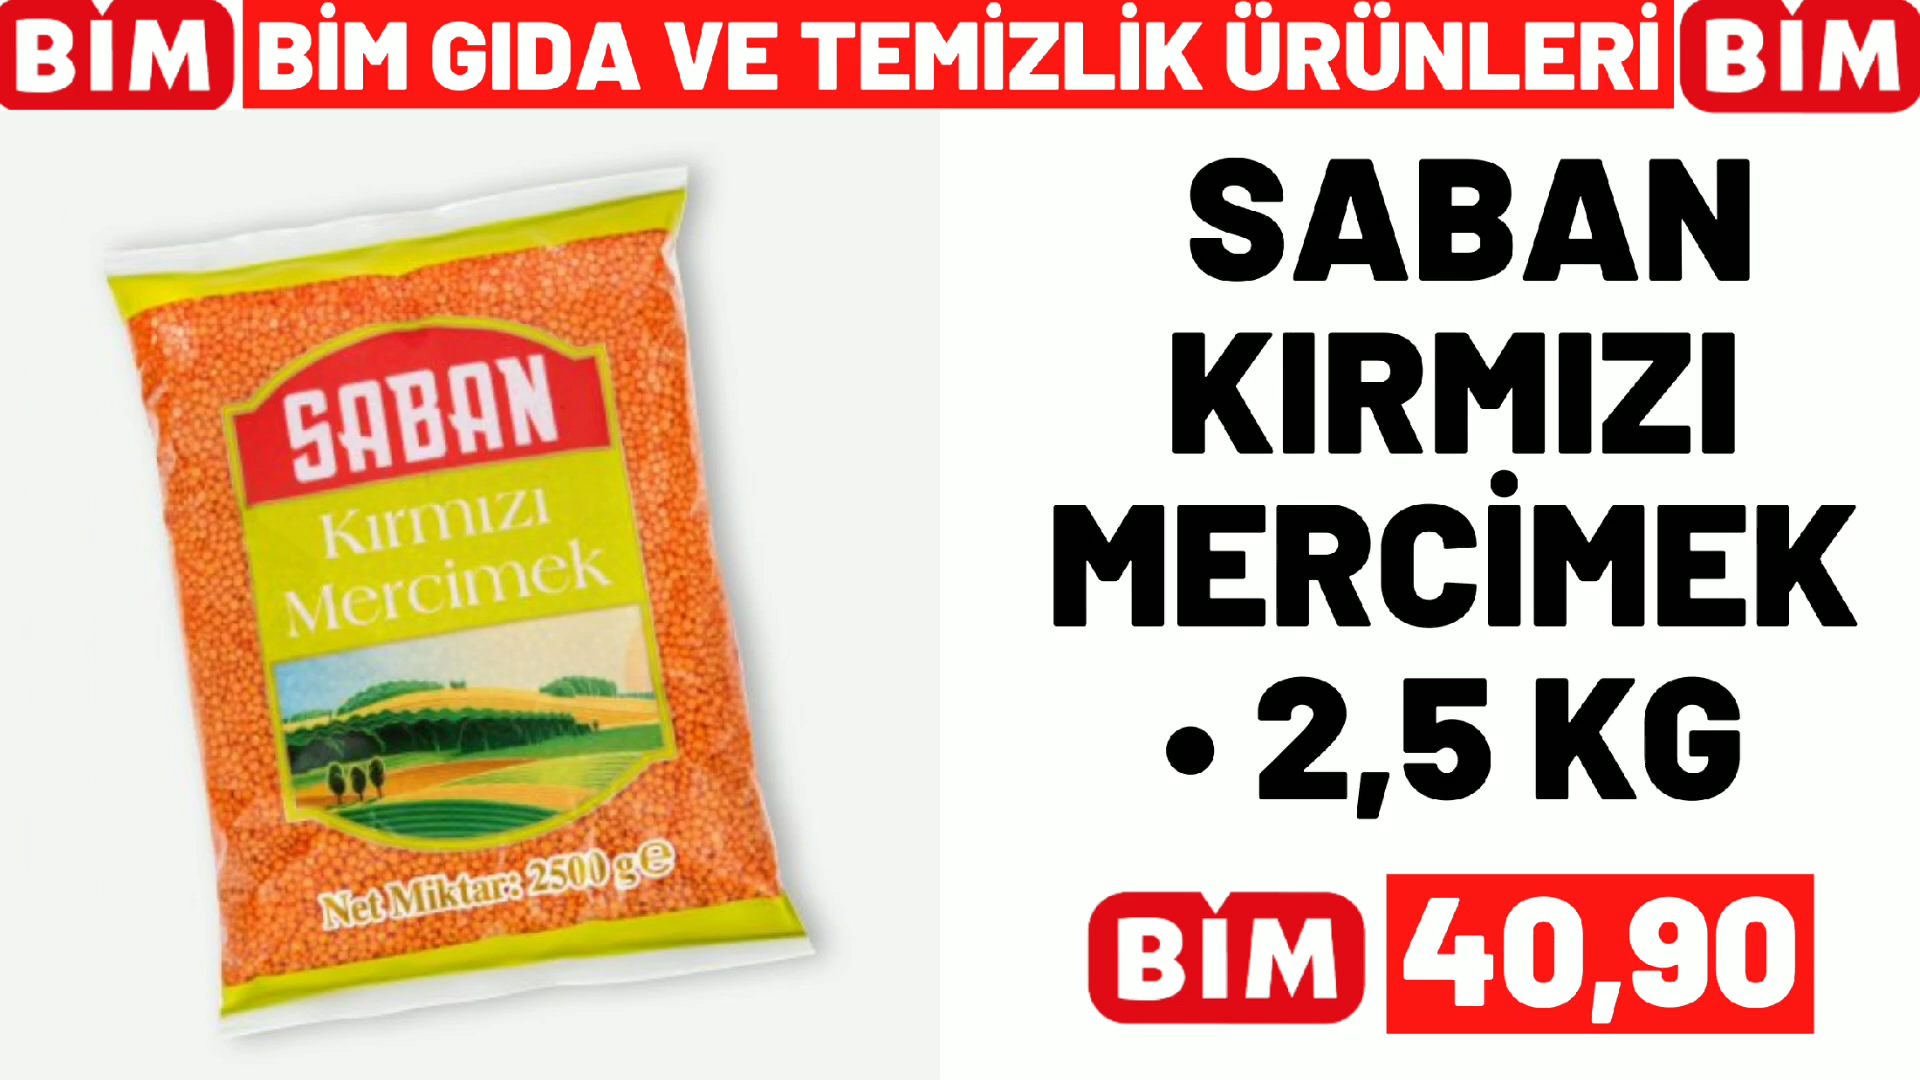 BİM BİM GIDA VE TEMİZLİK ÜRÜNLERİ BİM
SABAN
Kırmızı
Mercimek
Net Miktar: 2500 g e
SABAN
KIRMIZI
MERCİMEK
• 2,5 KG
BİM 40,90